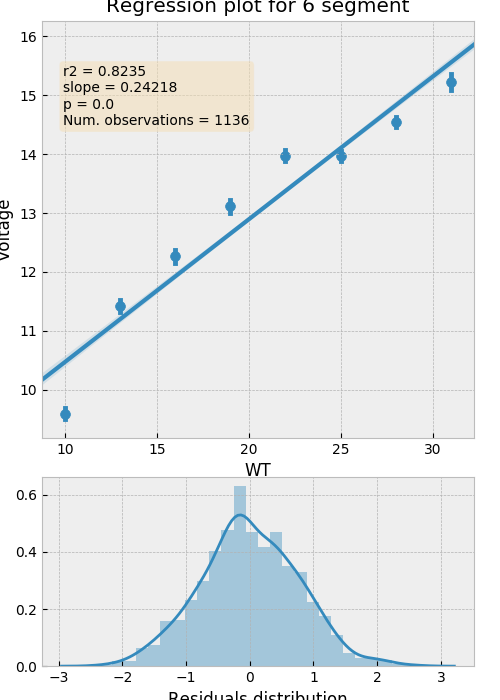 Regression plot for 6 segment
16
15
14
13
12
11
10
r2 = 0.8235
slope = 0.24218
p = 0.0
Num. observations = 1136
Voltage
10 15 20 25 30
WT
0.6
0.4
0.2
0.0
−3 −2 −1 0 1 2 3
Residuals distribution